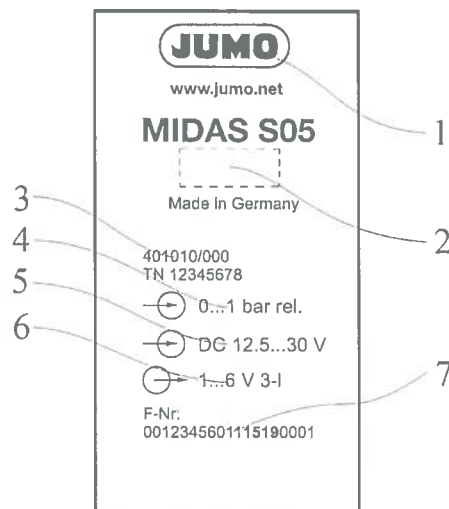 JUMO
www.jumo.net
MIDAS S05
Made in Germany
401010/000
TN 12345678
0...1 bar rel.
DC 12.5...30 V
1...6 V 3-l
F-Nr:
0012345601115190001
1
2
3
4
5
6
7